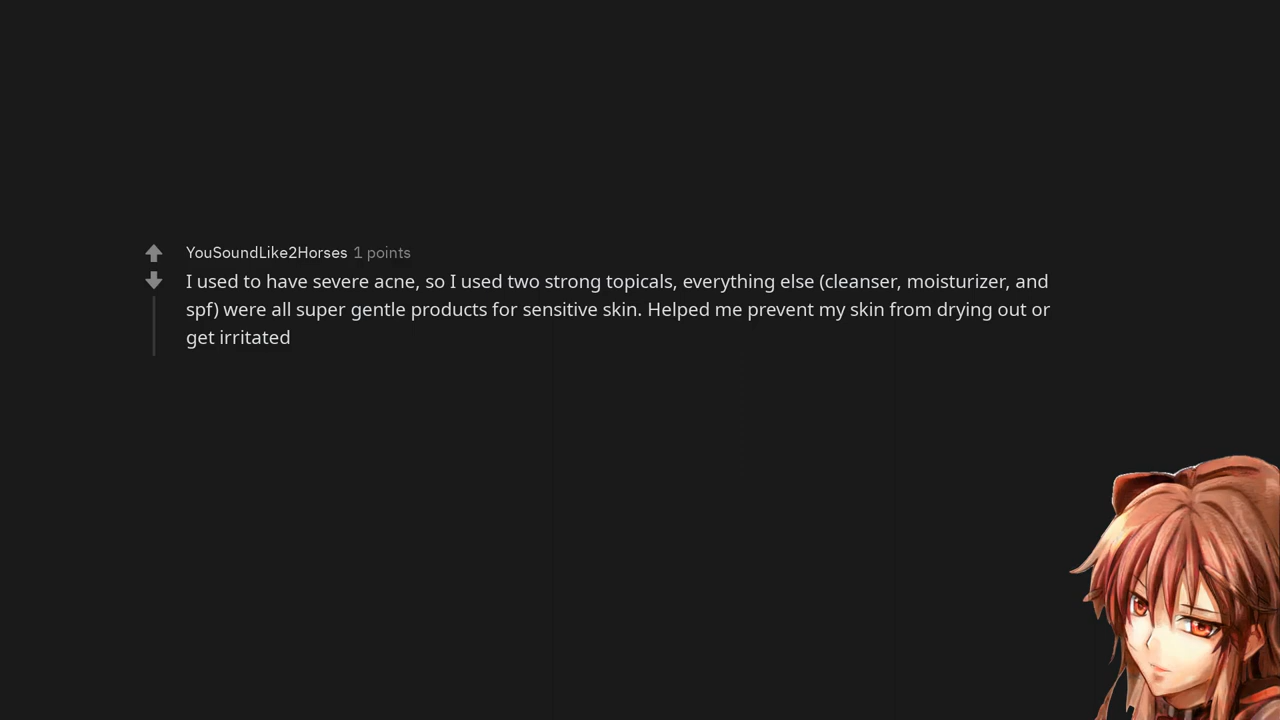 YouSoundLike2Horses 1 points
I used to have severe acne, so I used two strong topicals, everything else (cleanser, moisturizer, and
spf) were all super gentle products for sensitive skin. Helped me prevent my skin from drying out or
get irritated